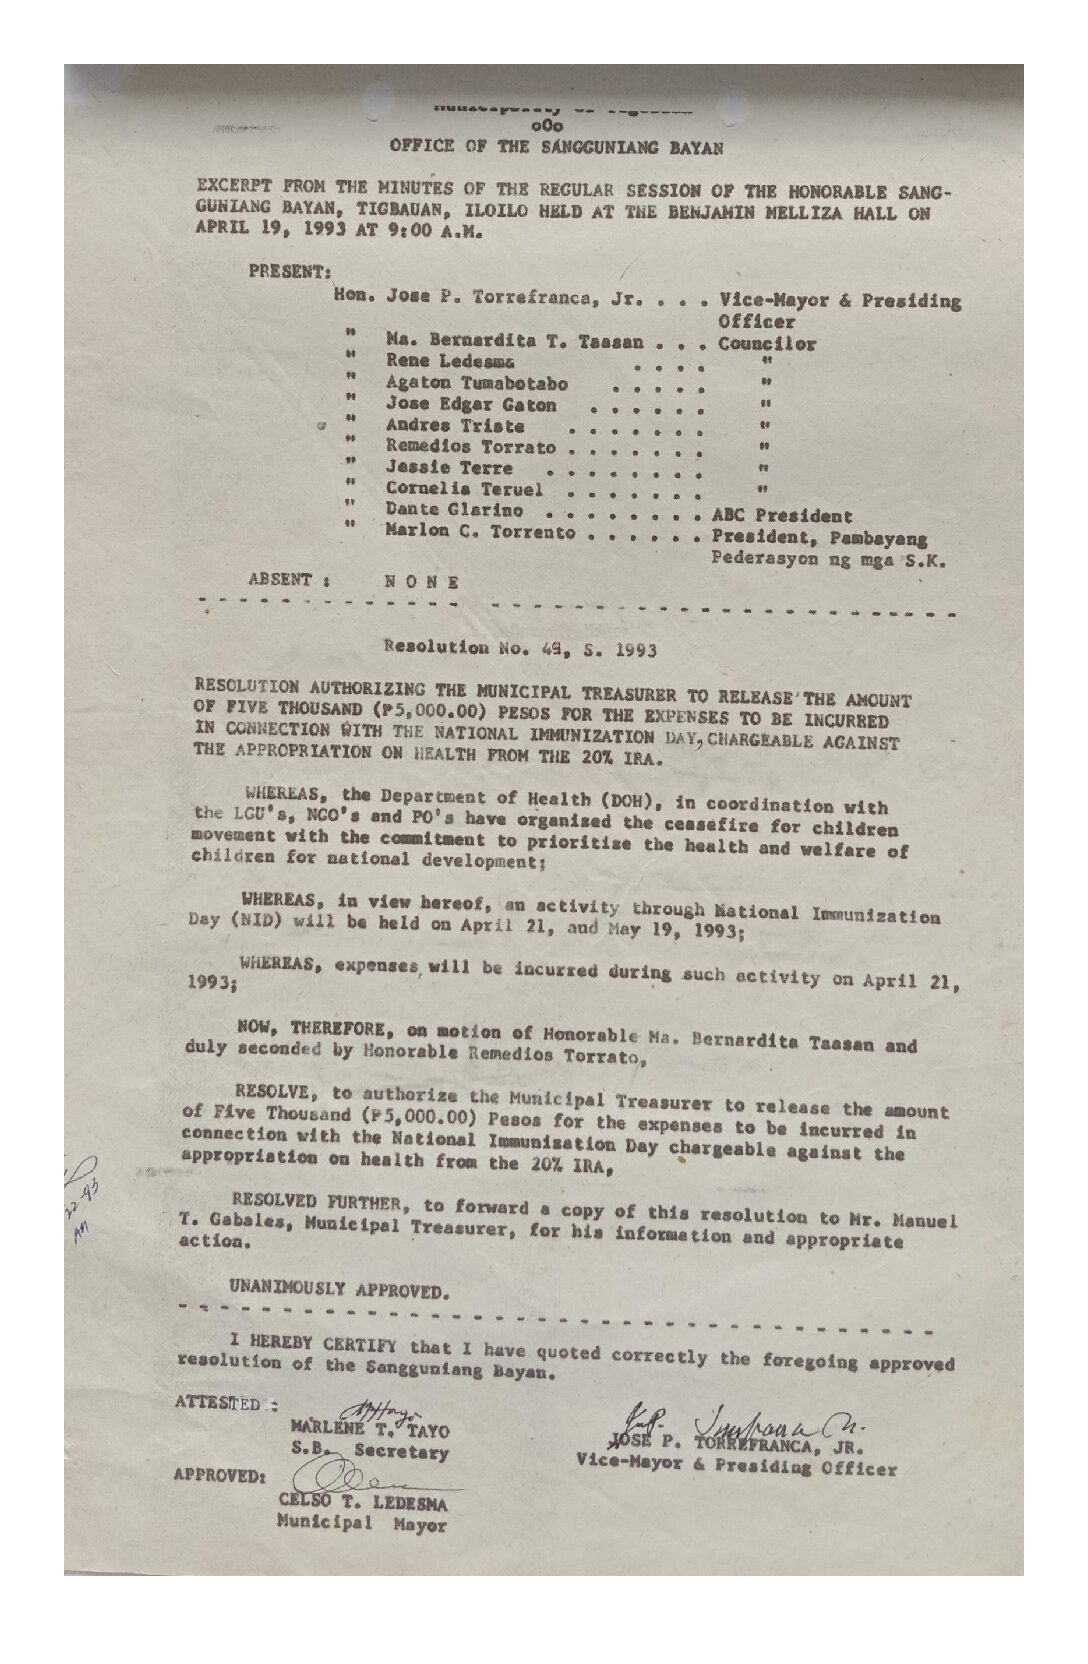 oOo
OFFICE OF THE SANGGUNIANG BAYAN
EXCERPT FROM THE MINUTES OF THE REGULAR SESSION OF THE HONORABLE SANG-
GUNIANG BAYAN, TIGBAUAN, ILOILO HELD AT THE BENJAMIN MELLIZA HALL ON
APRIL 19, 1993 AT 9:00 A.M.
PRESENT:
Hon. Jose P. Torrefranca, Jr. . . . Vice-Mayor & Presiding
Officer
" Ma. Bernardita T. Taasan . . . Councilor
" Rene Ledesma . . . . "
" Agaton Tumabotabo . . . . . "
" Jose Edgar Gaton . . . . . . "
" Andres Triste . . . . . . . "
" Remedios Torrato . . . . . . . "
" Jessie Terre . . . . . . . . "
" Cornelia Teruel . . . . . . . "
" Dante Glarino . . . . . . . . ABC President
" Marlon C. Torrento . . . . . . President, Pambayang
Pederasyon ng mga S.K.
ABSENT : N O N E
Resolution No. 49, S. 1993
RESOLUTION AUTHORIZING THE MUNICIPAL TREASURER TO RELEASE THE AMOUNT
OF FIVE THOUSAND (₱5,000.00) PESOS FOR THE EXPENSES TO BE INCURRED
IN CONNECTION WITH THE NATIONAL IMMUNIZATION DAY, CHARGEABLE AGAINST
THE APPROPRIATION ON HEALTH FROM THE 20% IRA.
WHEREAS, the Department of Health (DOH), in coordination with
the LGU's, NGO's and PO's have organized the ceasefire for children
movement with the commitment to prioritize the health and welfare of
children for national development;
WHEREAS, in view hereof, an activity through National Immunization
Day (NID) will be held on April 21, and May 19, 1993;
WHEREAS, expenses will be incurred during such activity on April 21,
1993;
NOW, THEREFORE, on motion of Honorable Ma. Bernardita Taasan and
duly seconded by Honorable Remedios Torrato,
RESOLVE, to authorize the Municipal Treasurer to release the amount
of Five Thousand (₱5,000.00) Pesos for the expenses to be incurred in
connection with the National Immunization Day chargeable against the
appropriation on health from the 20% IRA,
RESOLVED FURTHER, to forward a copy of this resolution to Mr. Manuel
T. Gabales, Municipal Treasurer, for his information and appropriate
action.
UNANIMOUSLY APPROVED.
I HEREBY CERTIFY that I have quoted correctly the foregoing approved
resolution of the Sangguniang Bayan.
ATTESTED :
MARLENE T. TAYO
S.B. Secretary
JOSE P. TORREFRANCA, JR.
Vice-Mayor & Presiding Officer
APPROVED:
CELSO T. LEDESMA
Municipal Mayor
22-93
AM